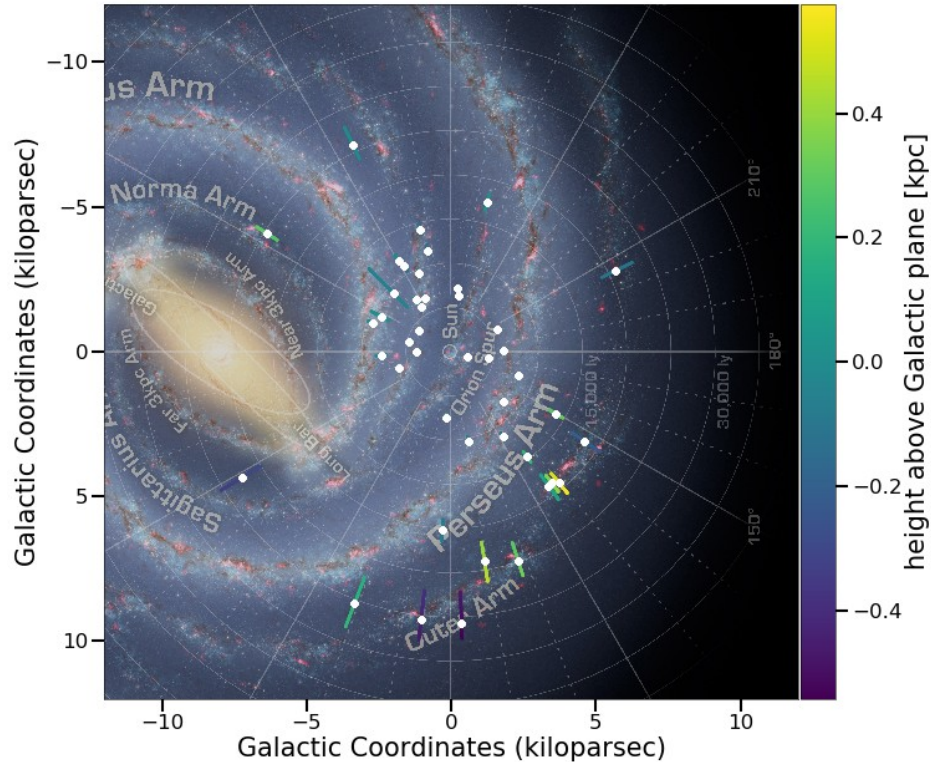 us Arm
Norma Arm
Galacti
Near 3kpc Arm
Far 3kpc Arm
Long Bar
Sagittarius A
Sun
Orion Spur
Perseus Arm
Outer Arm
15,000 ly
30,000 ly
210°
180°
150°
−10
−5
0
5
10
−10
−5
0
5
10
Galactic Coordinates (kiloparsec)
Galactic Coordinates (kiloparsec)
0.4
0.2
0.0
−0.2
−0.4
height above Galactic plane [kpc]